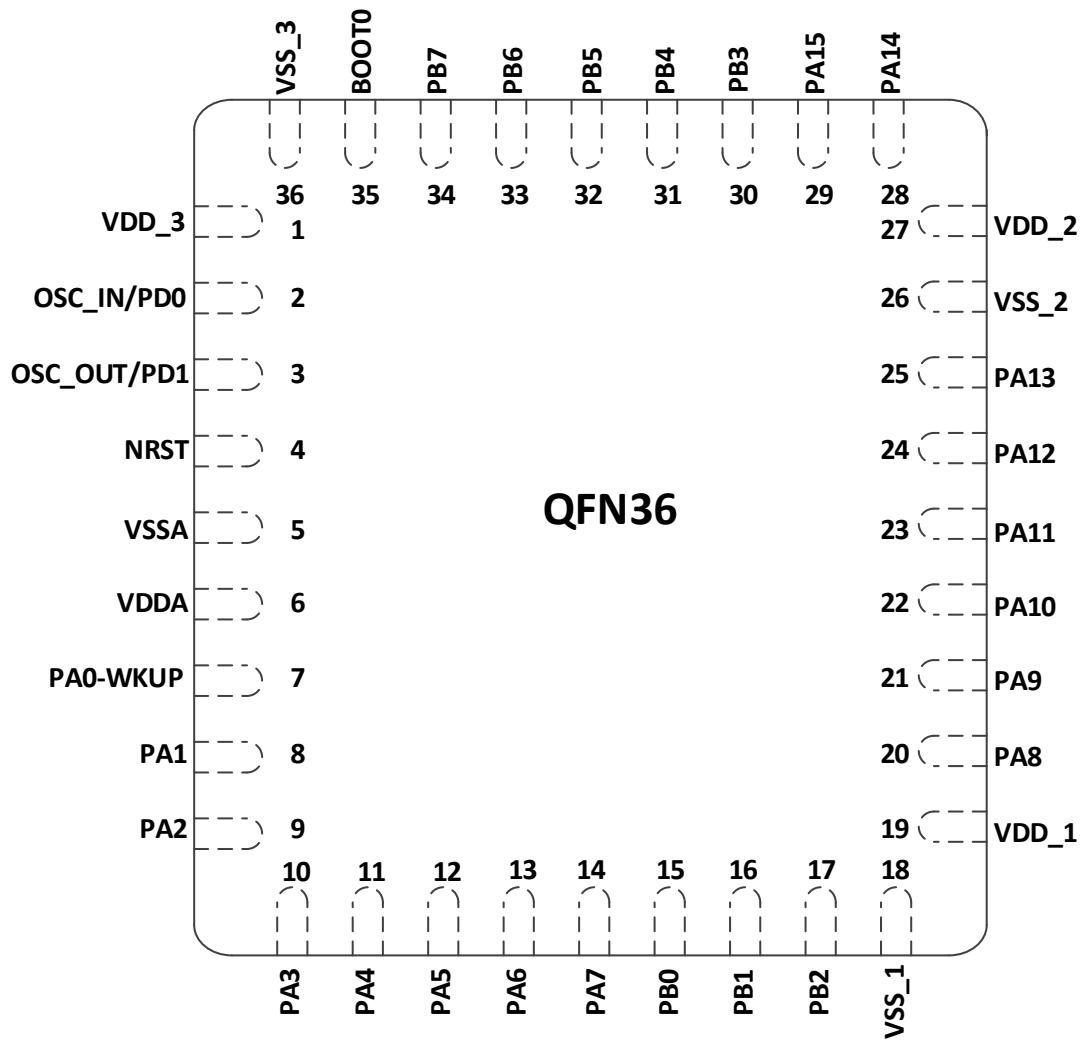 VSS_3
BOOT0
PB7
PB6
PB5
PB4
PB3
PA15
PA14
36 35 34 33 32 31 30 29 28
VDD_3 1 27 VDD_2
OSC_IN/PD0 2 26 VSS_2
OSC_OUT/PD1 3 25 PA13
NRST 4 24 PA12
QFN36
VSSA 5 23 PA11
VDDA 6 22 PA10
PA0-WKUP 7 21 PA9
PA1 8 20 PA8
PA2 9 19 VDD_1
10 11 12 13 14 15 16 17 18
PA3
PA4
PA5
PA6
PA7
PB0
PB1
PB2
VSS_1